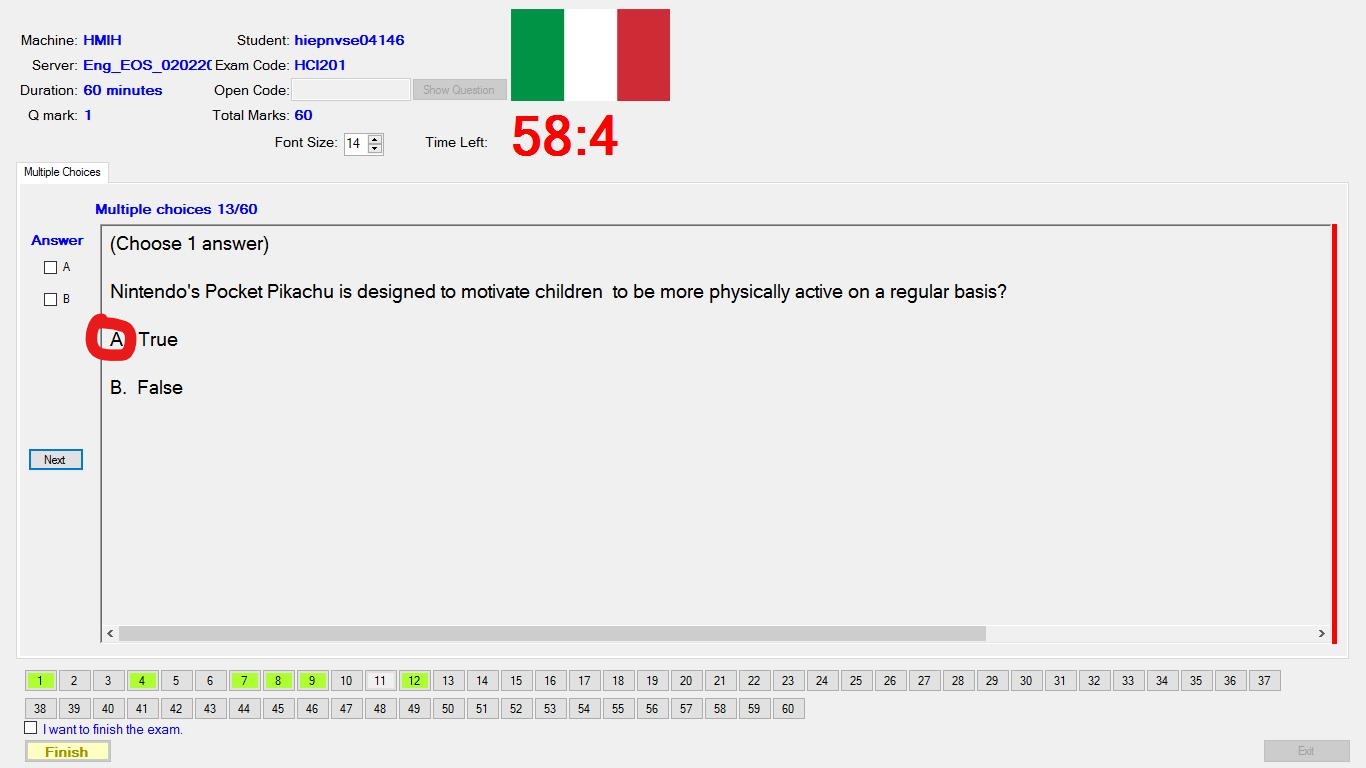 Machine: HMIH Student: hiepnvse04146
Server: Eng_EOS_02022( Exam Code: HCI201
Duration: 60 minutes Open Code: Show Question
Q mark: 1 Total Marks: 60
Font Size: 14 Time Left: 58:4
Multiple Choices
Multiple choices 13/60
Answer
(Choose 1 answer)
A
Nintendo's Pocket Pikachu is designed to motivate children  to be more physically active on a regular basis?
B
A True
B. False
Next
1 2 3 4 5 6 7 8 9 10 11 12 13 14 15 16 17 18 19 20 21 22 23 24 25 26 27 28 29 30 31 32 33 34 35 36 37
38 39 40 41 42 43 44 45 46 47 48 49 50 51 52 53 54 55 56 57 58 59 60
I want to finish the exam.
Finish Exit